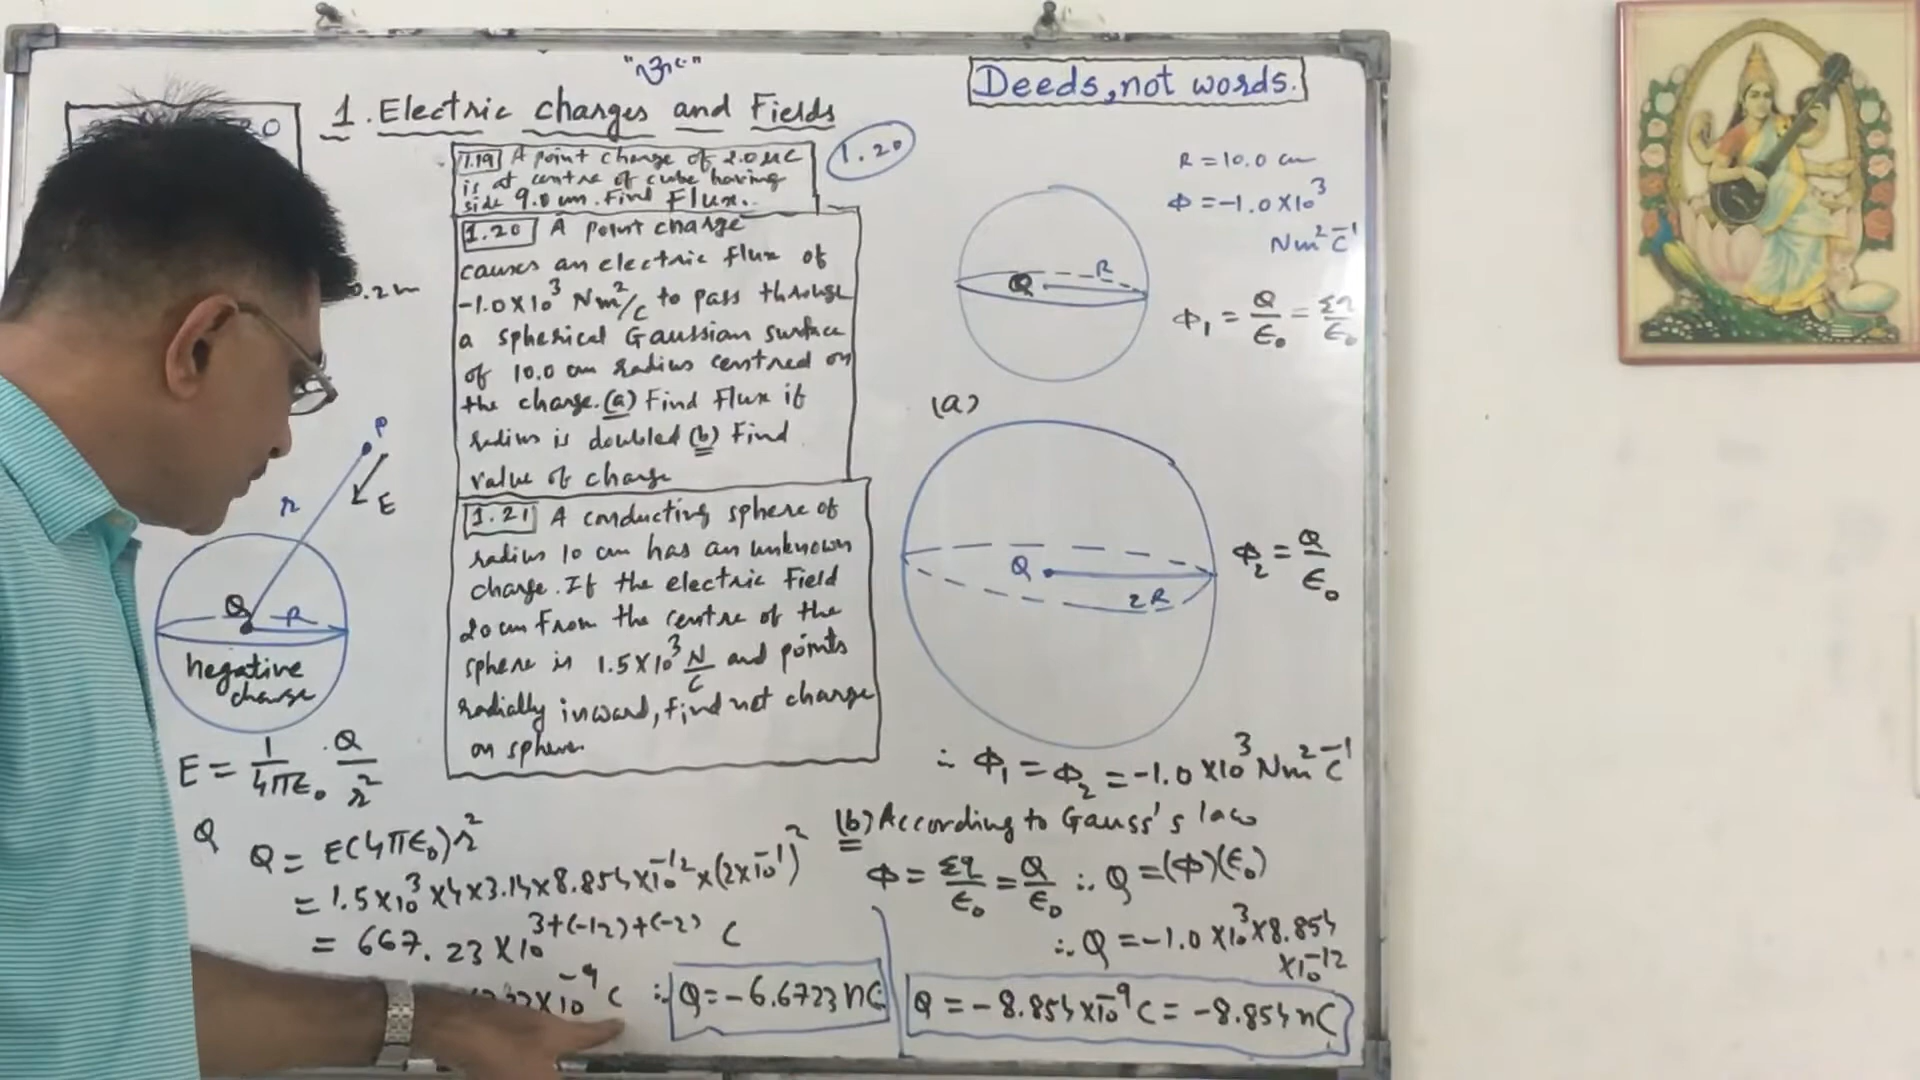 "ૐ"
Deeds, not words.
20
1. Electric charges and Fields
1.20
1.19 A point charge of 2.0 μC
is at centre of cube having
side 9.0 cm. Find Flux.
1.20 A point charge
causes an electric flux of
-1.0×10³ Nm²/C to pass through
a spherical Gaussian surface
of 10.0 cm radius centred on
the charge. (a) Find Flux if
radius is doubled (b) Find
value of charge
1.21 A conducting sphere of
radius 10 cm has an unknown
charge. If the electric Field
20 cm from the centre of the
sphere is 1.5×10³ N/C and points
radially inward, find net charge
on sphere.
0.2 m
P
r
E
Q
R
negative
charge
E = 1/4πε₀ . Q/r²
Q
Q = E(4πε₀)r²
= 1.5×10³×4×3.14×8.854×10⁻¹²×(2×10⁻¹)²
= 667.23×10³⁺⁽⁻¹²⁾⁺⁽⁻²⁾ C
×10⁻⁹ C ∴ Q = -6.6723 nC
R = 10.0 cm
Φ = -1.0×10³
Nm²C⁻¹
Q
R
Φ₁ = Q/ε₀ = Σq/ε₀
(a)
Q
2R
Φ₂ = Q/ε₀
∴ Φ₁ = Φ₂ = -1.0×10³ Nm²C⁻¹
(b) According to Gauss's law
Φ = Σq/ε₀ = Q/ε₀ ∴ Q = (Φ)(ε₀)
∴ Q = -1.0×10³×8.854
×10⁻¹²
Q = -8.854×10⁻⁹ C = -8.854 nC